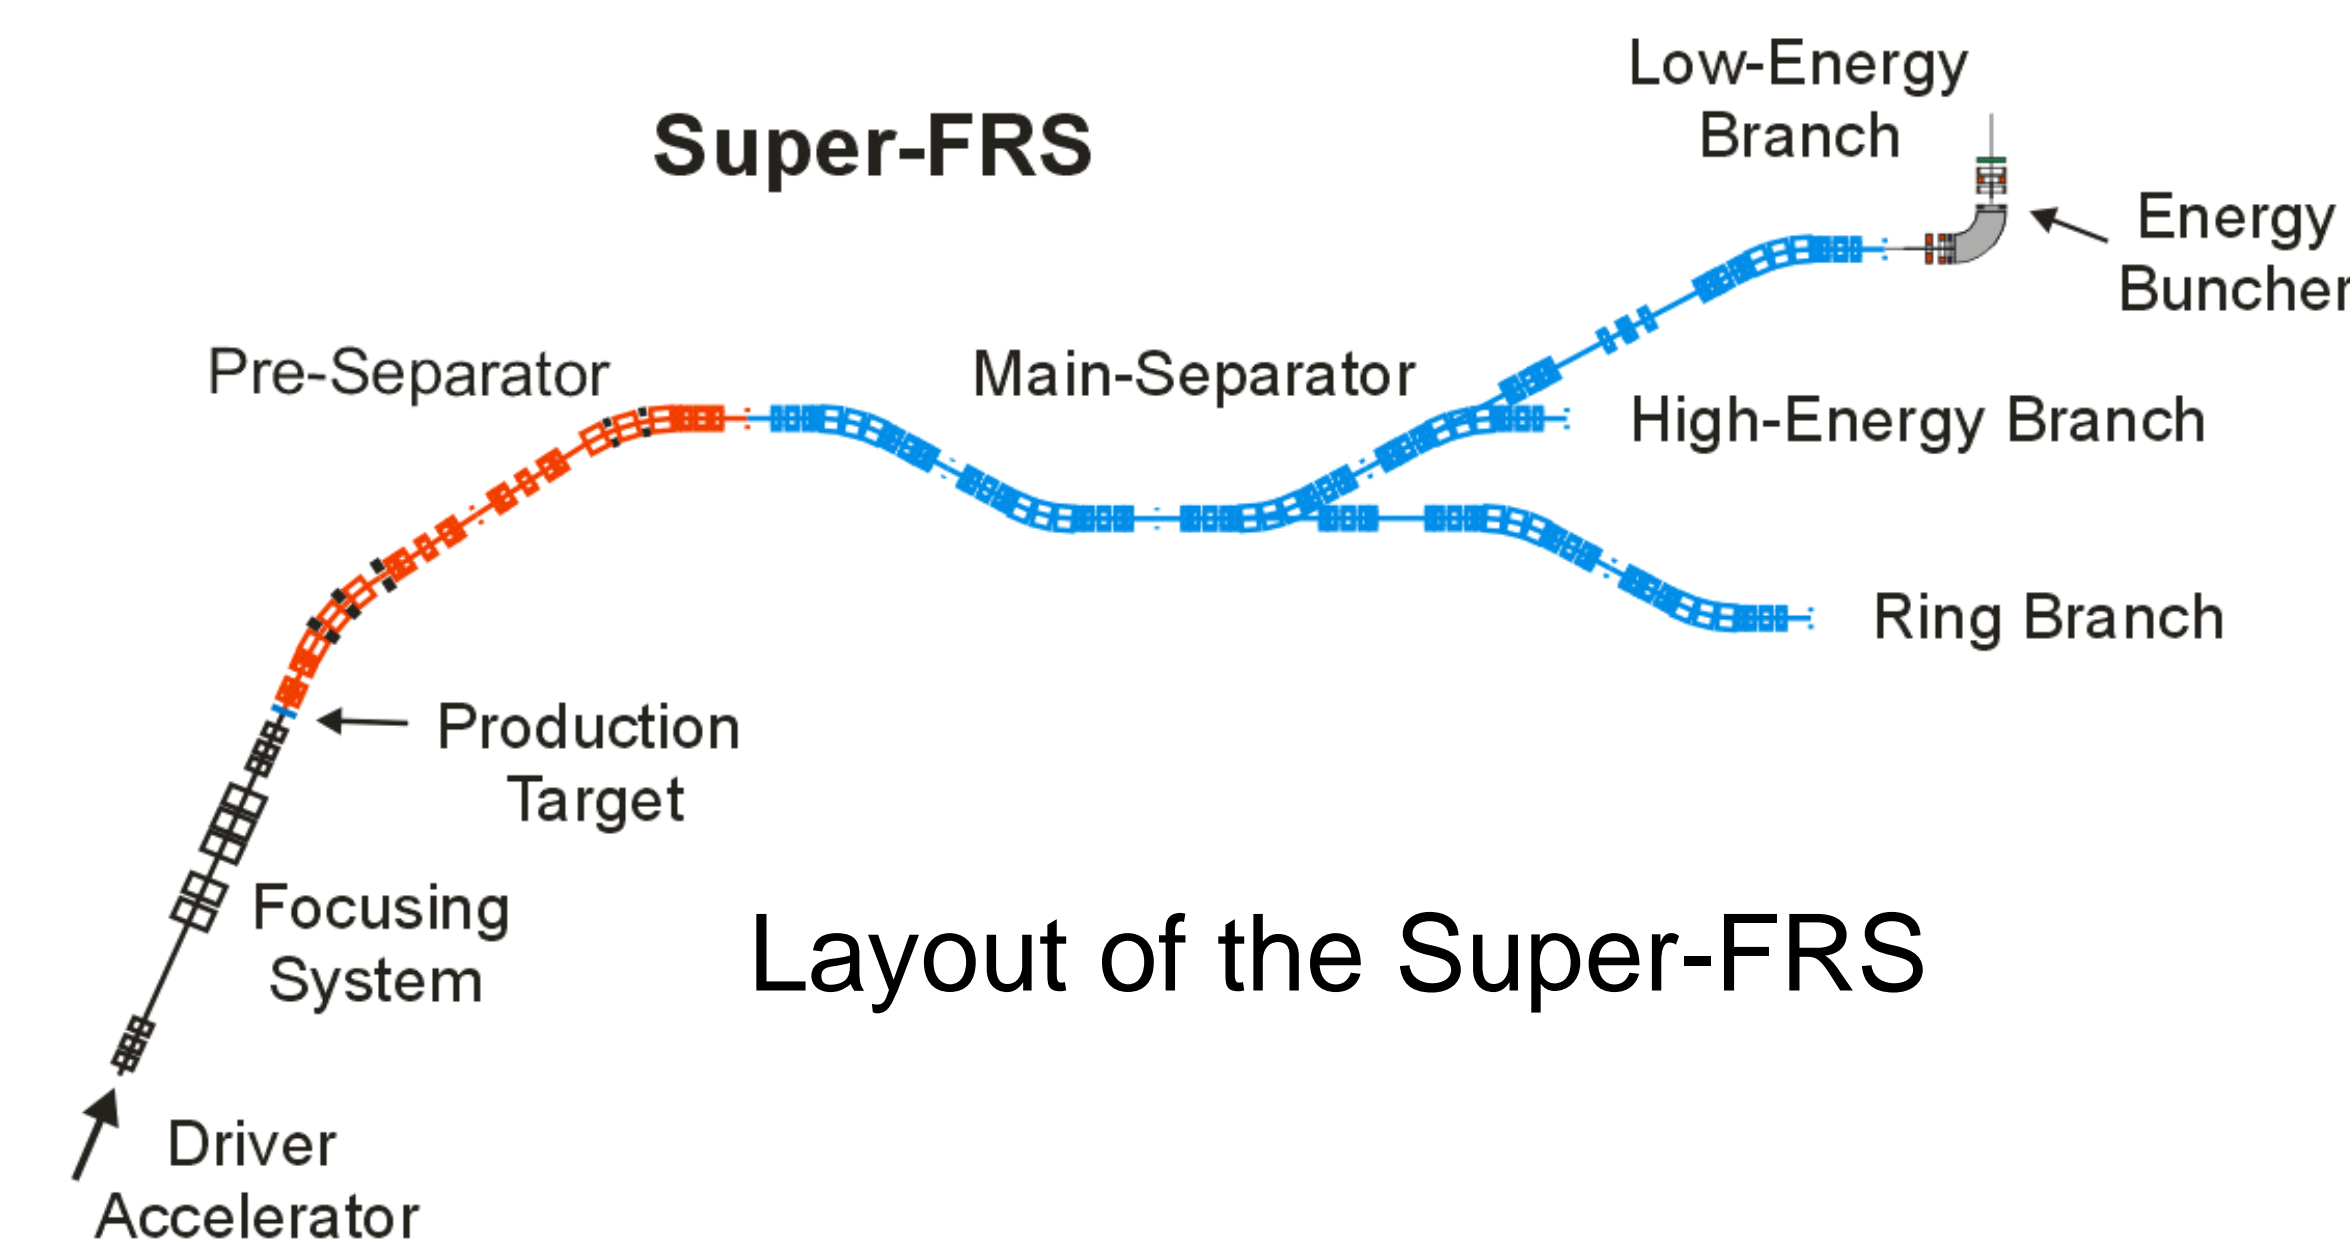 Low-Energy
Branch
Super-FRS
Energy
Buncher
Pre-Separator
Main-Separator
High-Energy Branch
Ring Branch
Production
Target
Focusing
System
Layout of the Super-FRS
Driver
Accelerator